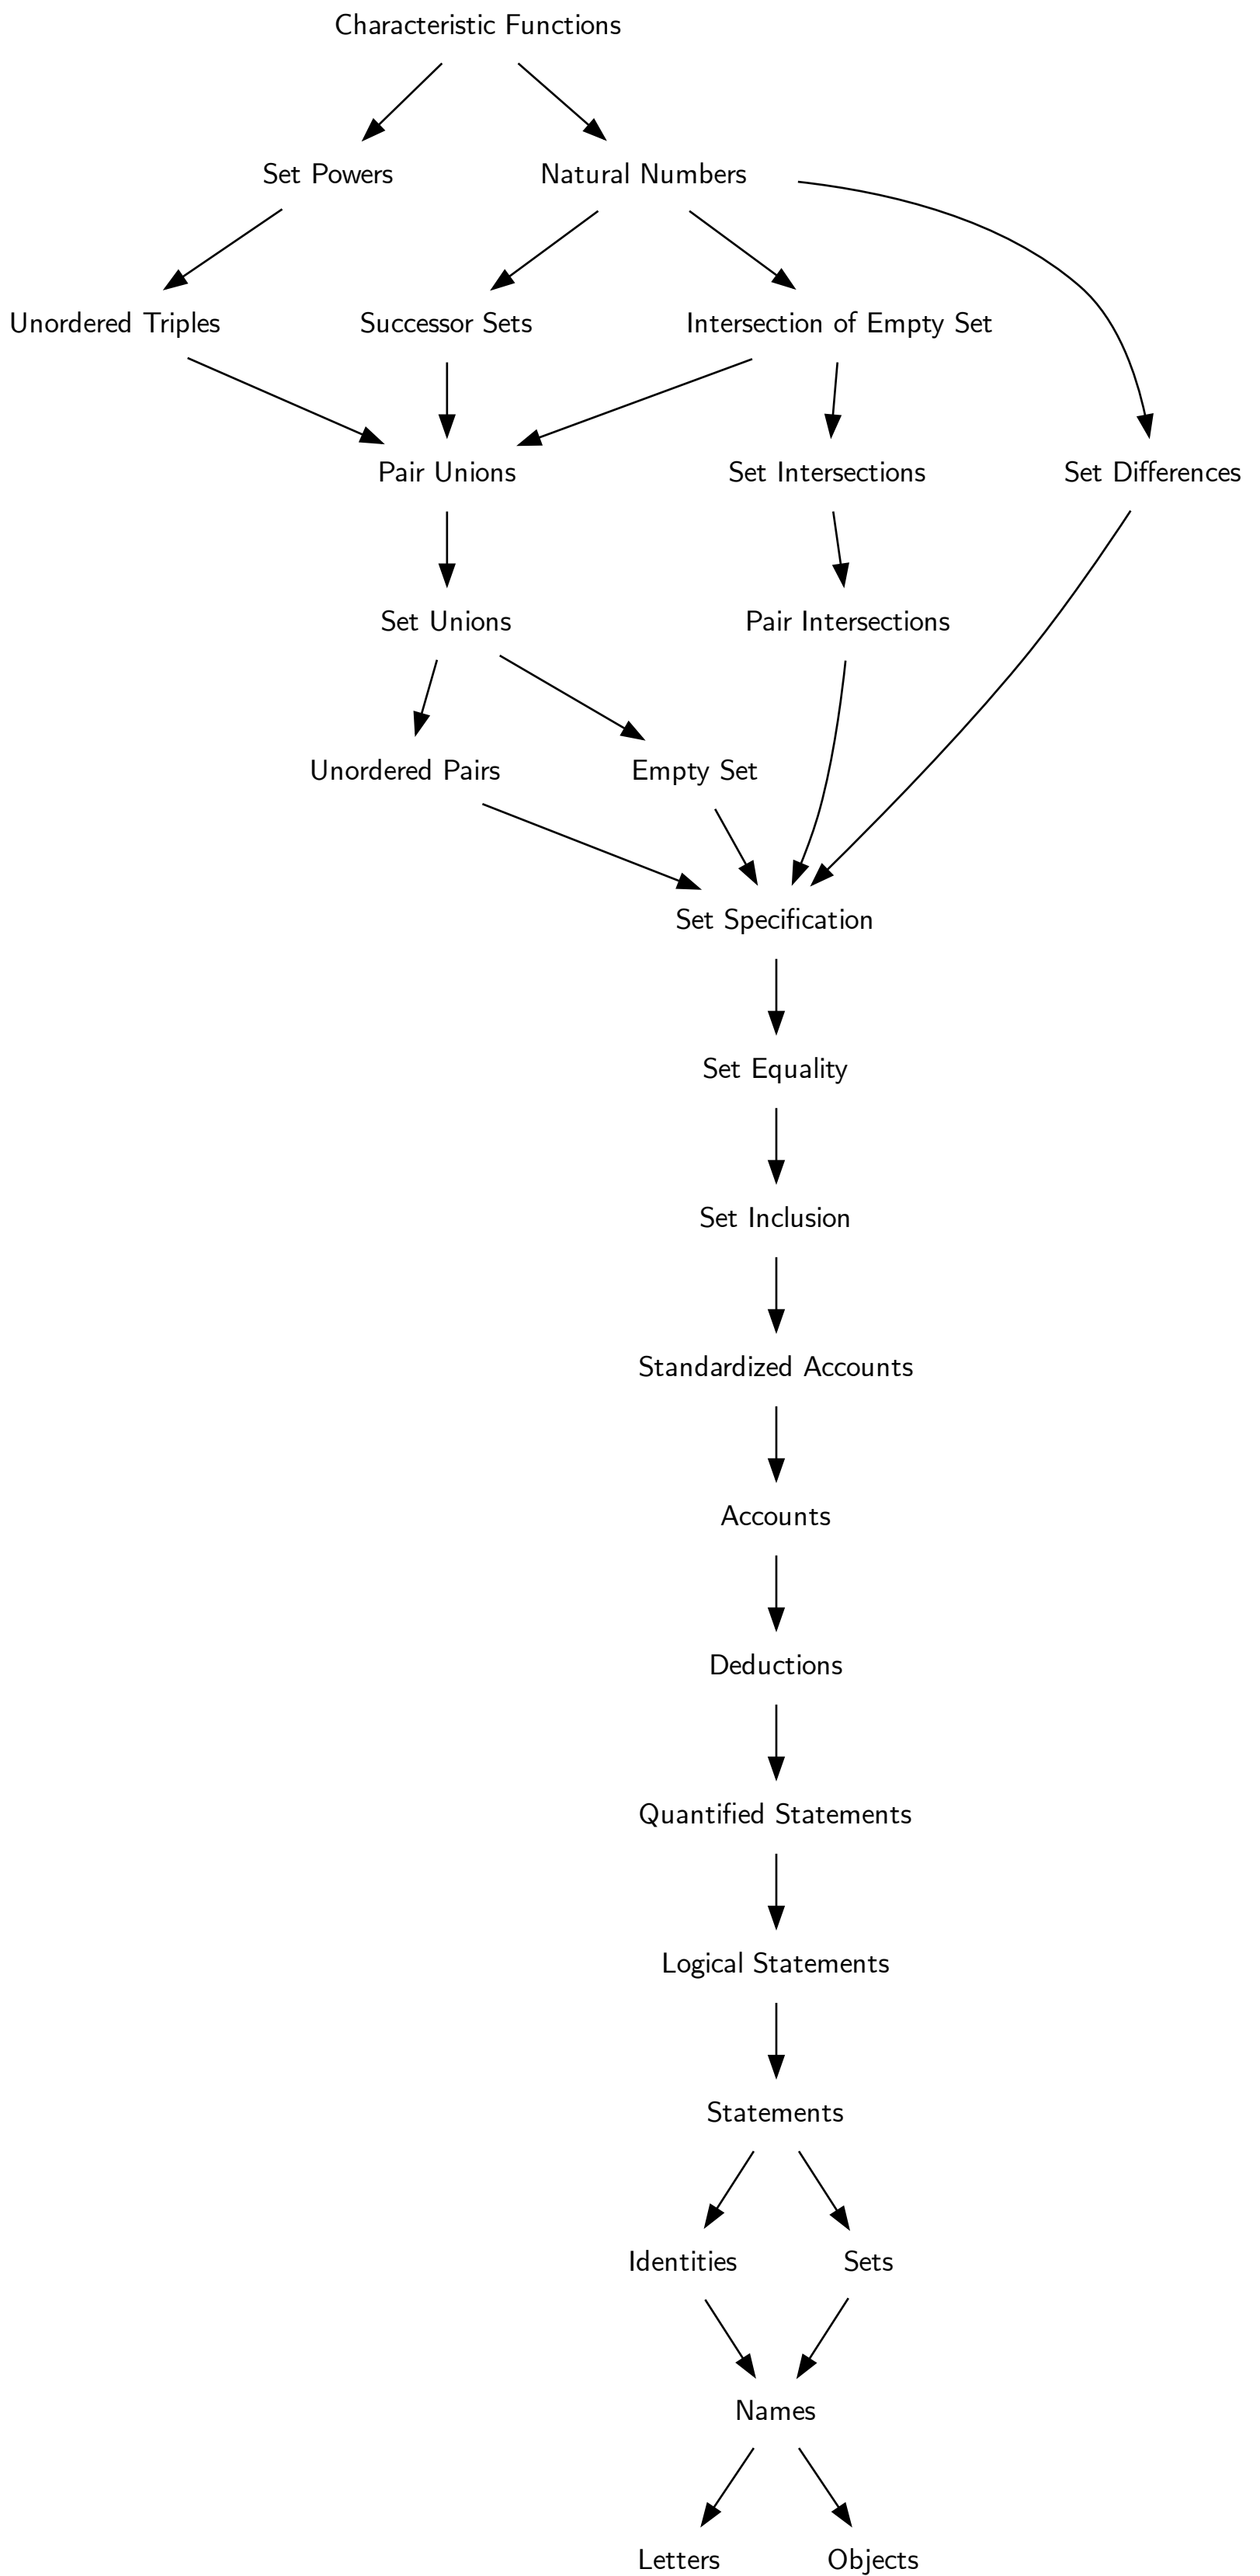 Characteristic Functions
Set Powers
Natural Numbers
Unordered Triples
Successor Sets
Intersection of Empty Set
Pair Unions
Set Intersections
Set Differences
Set Unions
Pair Intersections
Unordered Pairs
Empty Set
Set Specification
Set Equality
Set Inclusion
Standardized Accounts
Accounts
Deductions
Quantified Statements
Logical Statements
Statements
Identities
Sets
Names
Letters
Objects